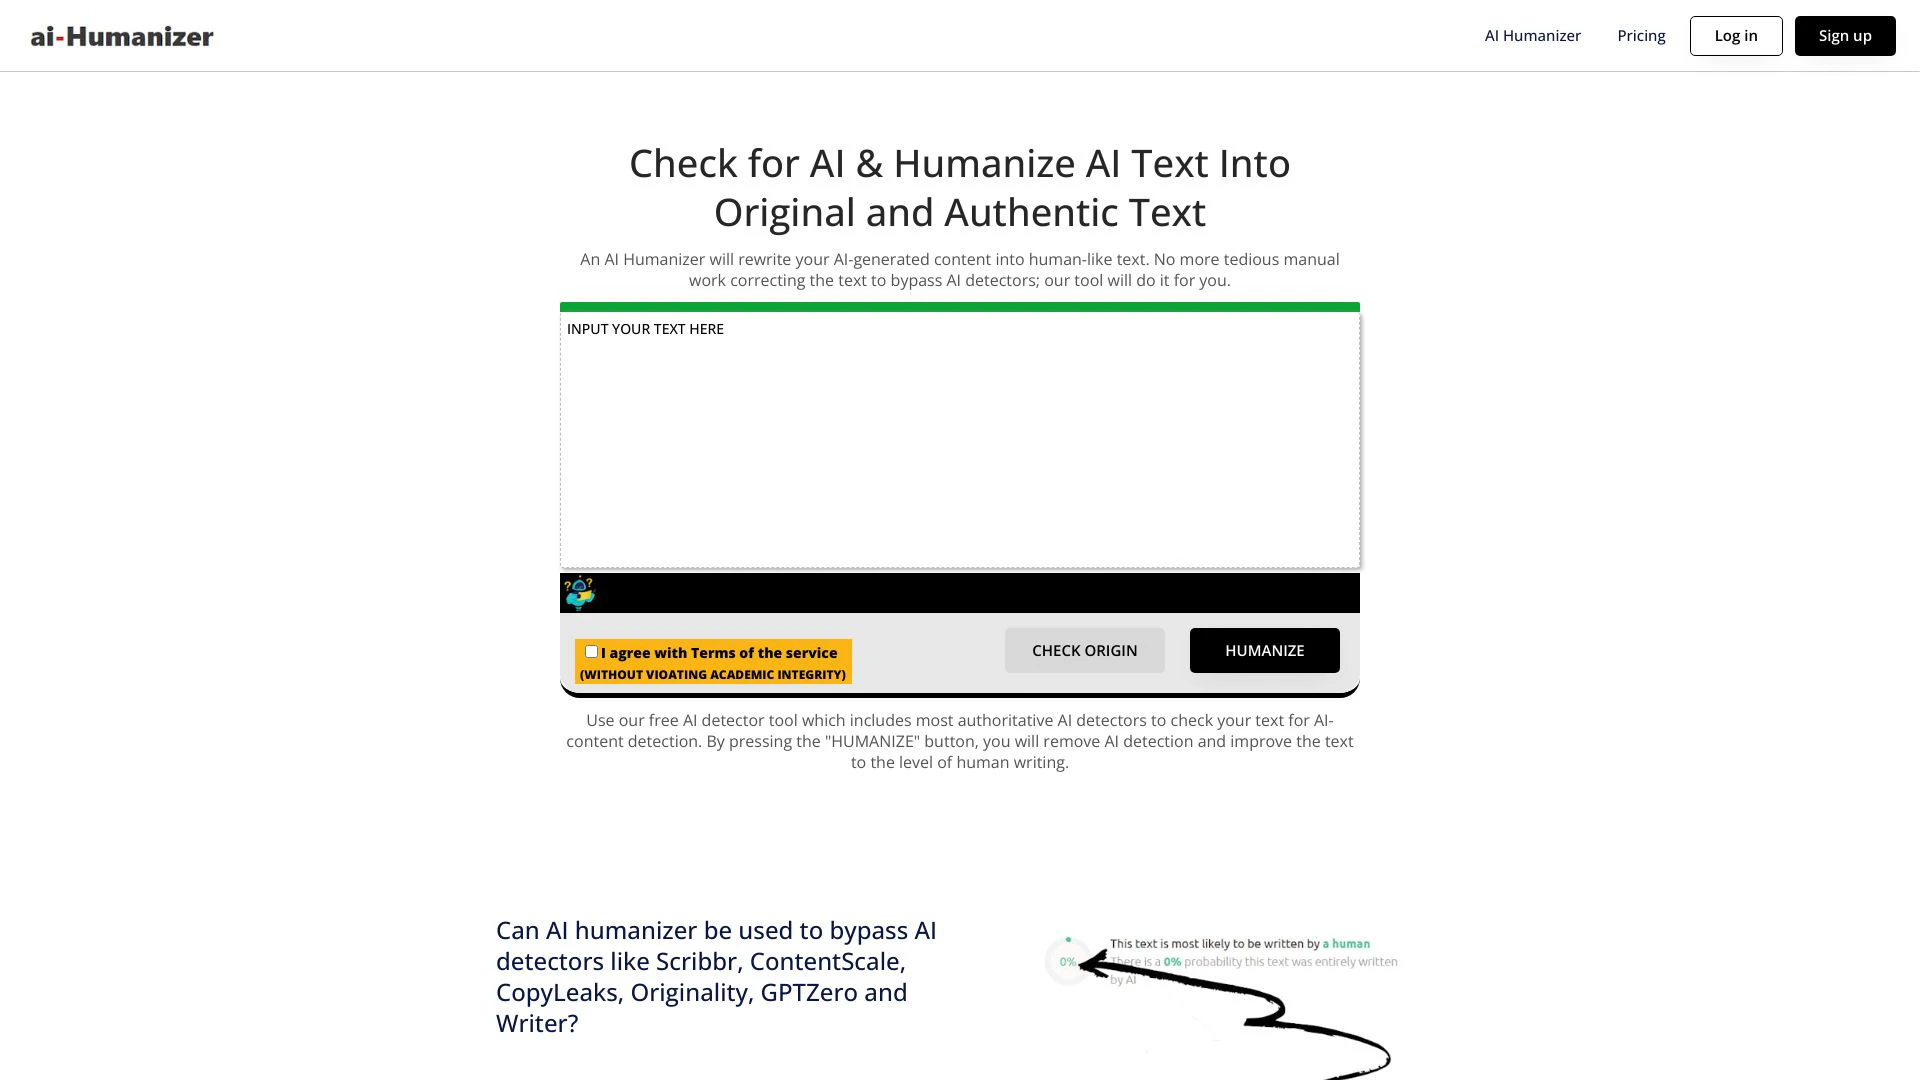 ai-Humanizer
AI Humanizer
Pricing
Log in
Sign up
Check for AI & Humanize AI Text Into
Original and Authentic Text
An AI Humanizer will rewrite your AI-generated content into human-like text. No more tedious manual
work correcting the text to bypass AI detectors; our tool will do it for you.
INPUT YOUR TEXT HERE
I agree with Terms of the service
(WITHOUT VIOATING ACADEMIC INTEGRITY)
CHECK ORIGIN
HUMANIZE
Use our free AI detector tool which includes most authoritative AI detectors to check your text for AI-
content detection. By pressing the "HUMANIZE" button, you will remove AI detection and improve the text
to the level of human writing.
Can AI humanizer be used to bypass AI
detectors like Scribbr, ContentScale,
CopyLeaks, Originality, GPTZero and
Writer?
0%
This text is most likely to be written by a human
There is a 0% probability this text was entirely written
by AI